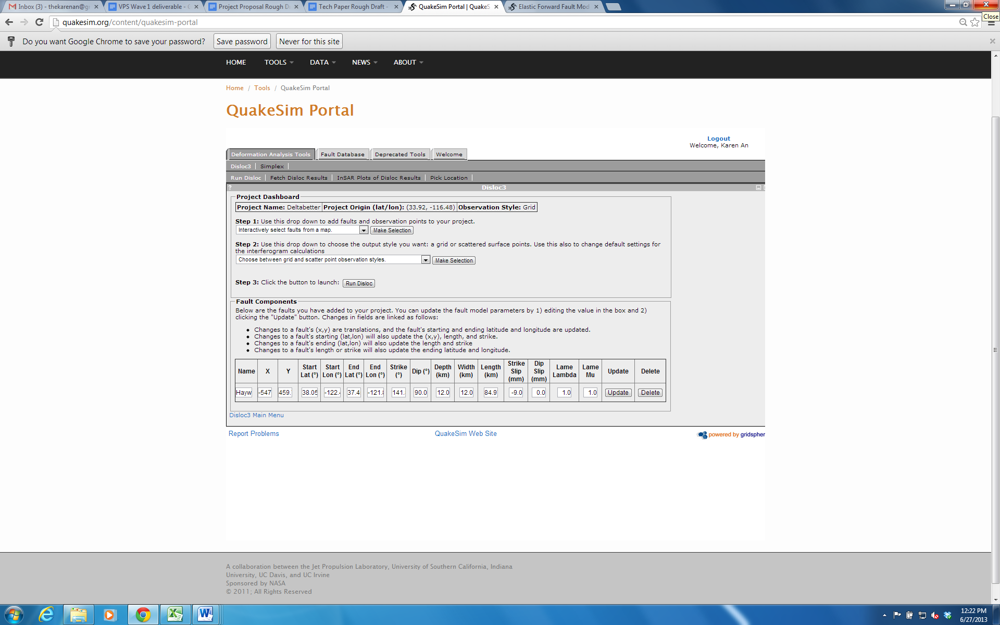 Inbox (3) - thekarenan@g
VPS Wave 1 deliverable -
Project Proposal Rough D
Tech Paper Rough Draft -
QuakeSim Portal | QuakeS
Elastic Forward Fault Mod
quakesim.org/content/quakesim-portal
Close
Do you want Google Chrome to save your password? Save password Never for this site
HOME TOOLS DATA NEWS ABOUT
Home / Tools / QuakeSim Portal
QuakeSim Portal
Logout
Welcome, Karen An
Deformation Analysis Tools Fault Database Deprecated Tools Welcome
Disloc3 | Simplex |
Run Disloc | Fetch Disloc Results | InSAR Plots of Disloc Results | Pick Location |
? Disloc3
Project Dashboard
Project Name: Deltabetter Project Origin (lat/lon): (33.92, -116.48) Observation Style: Grid
Step 1: Use this drop down to add faults and observation points to your project.
Interactively select faults from a map. Make Selection
Step 2: Use this drop down to choose the output style you want: a grid or scattered surface points. Use this also to change default settings for
the interferogram calculations
Choose between grid and scatter point observation styles. Make Selection
Step 3: Click the button to launch: Run Disloc
Fault Components
Below are the faults you have added to your project. You can update the fault model parameters by 1) editing the value in the box and 2)
clicking the "Update" button. Changes in fields are linked as follows:
• Changes to a fault's (x,y) are translations, and the fault's starting and ending latitude and longitude are updated.
• Changes to a fault's starting (lat,lon) will also update the (x,y), length, and strike.
• Changes to a fault's ending (lat,lon) will also update the length and strike
• Changes to a fault's length or strike will also update the ending latitude and longitude.
Name X Y Start Lat (°) Start Lon (°) End Lat (°) End Lon (°) Strike (°) Dip (°) Depth (km) Width (km) Length (km) Strike Slip (mm) Dip Slip (mm) Lame Lambda Lame Mu Update Delete
Hayw -547 459. 38.05 -122. 37.4 -121. 141. 90.0 12.0 12.0 84.9 -9.0 0.0 1.0 1.0 Update Delete
Disloc3 Main Menu
Report Problems QuakeSim Web Site powered by gridspher
A collaboration between the Jet Propulsion Laboratory, University of Southern California, Indiana
University, UC Davis, and UC Irvine
Sponsored by NASA
© 2011; All Rights Reserved
12:22 PM
6/27/2013